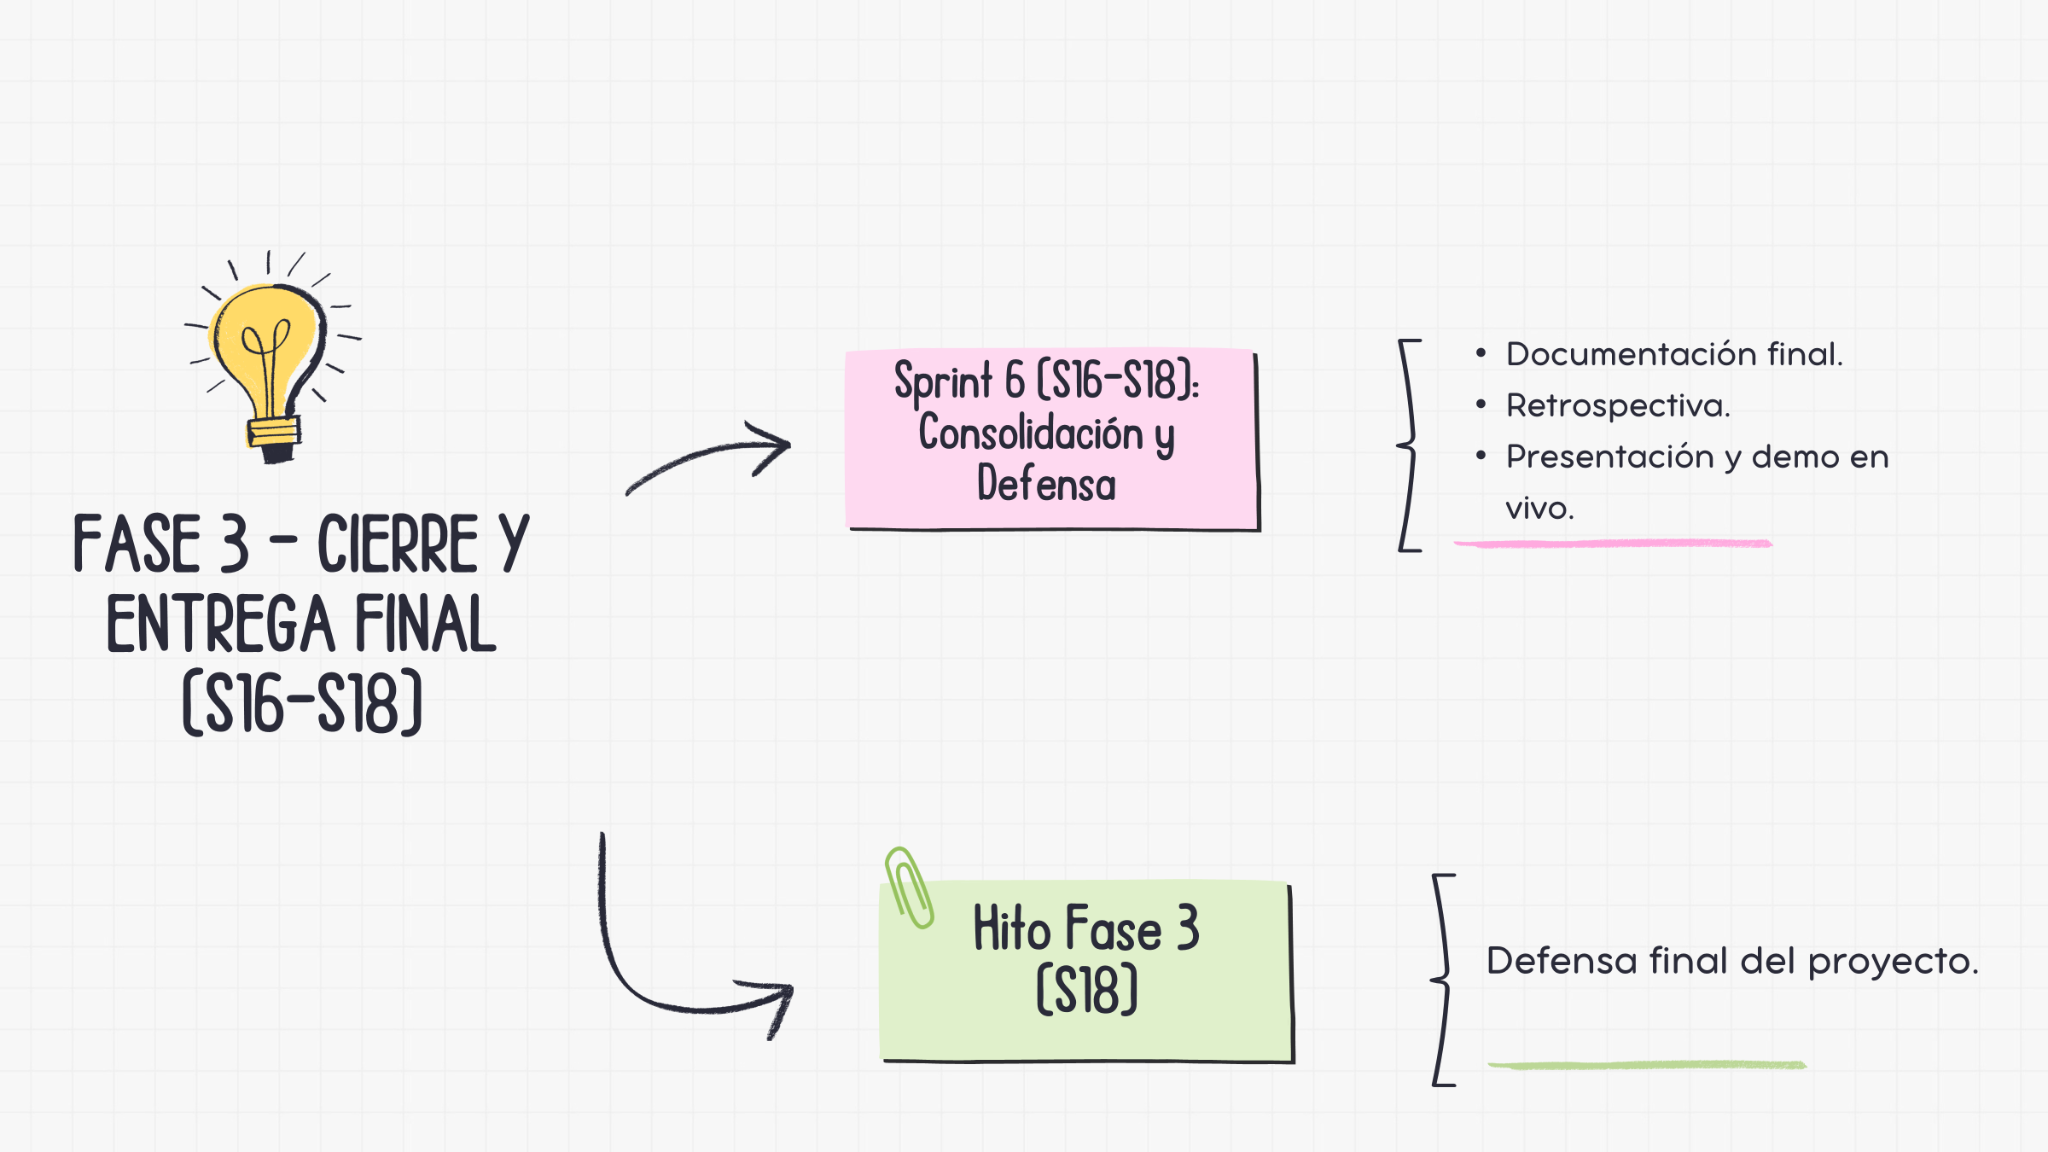 FASE 3 - CIERRE Y
ENTREGA FINAL
(S16-S18)
Sprint 6 (S16-S18):
Consolidación y
Defensa
• Documentación final.
• Retrospectiva.
• Presentación y demo en
vivo.
Hito Fase 3
(S18)
Defensa final del proyecto.